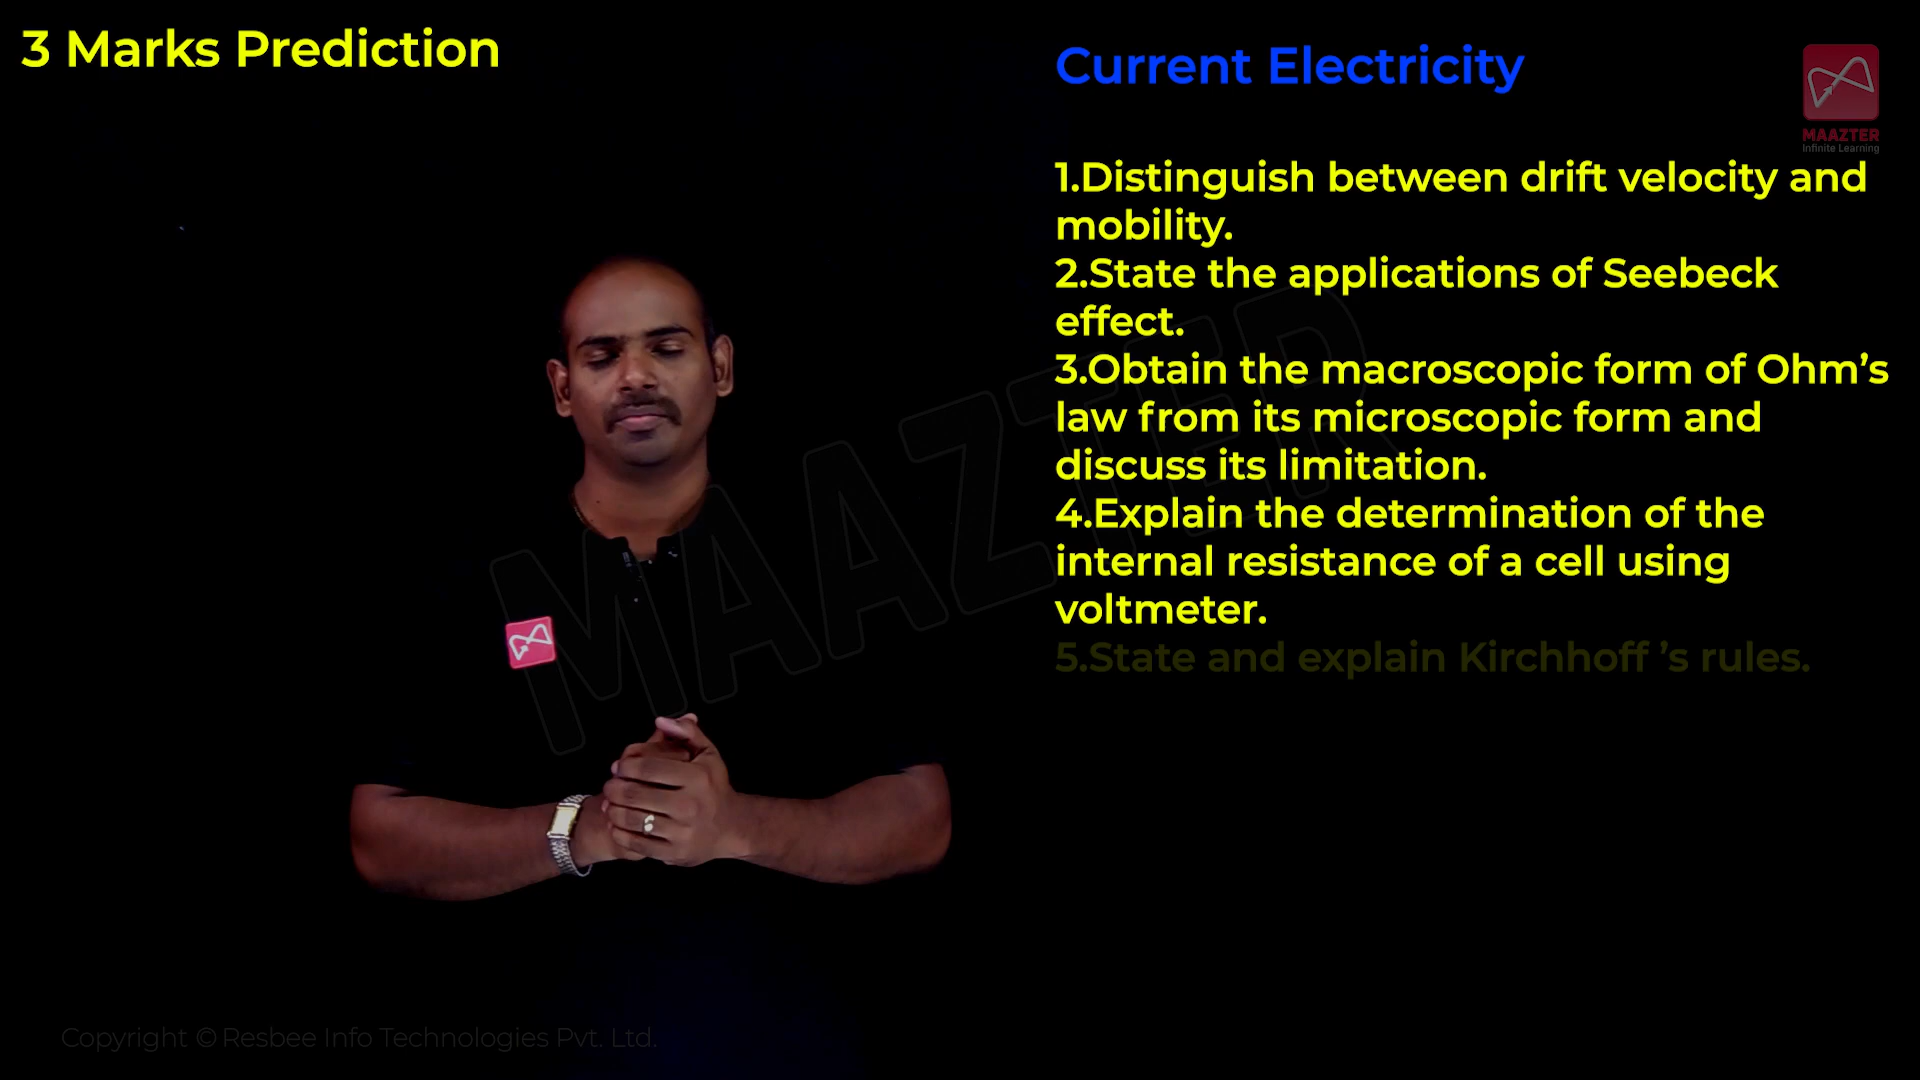 3 Marks Prediction
Current Electricity
MAAZTER
Infinite Learning
1.Distinguish between drift velocity and
mobility.
2.State the applications of Seebeck
effect.
3.Obtain the macroscopic form of Ohm’s
law from its microscopic form and
discuss its limitation.
4.Explain the determination of the
internal resistance of a cell using
voltmeter.
5.State and explain Kirchhoff ’s rules.
MAAZTER
Copyright © Resbee Info Technologies Pvt. Ltd.